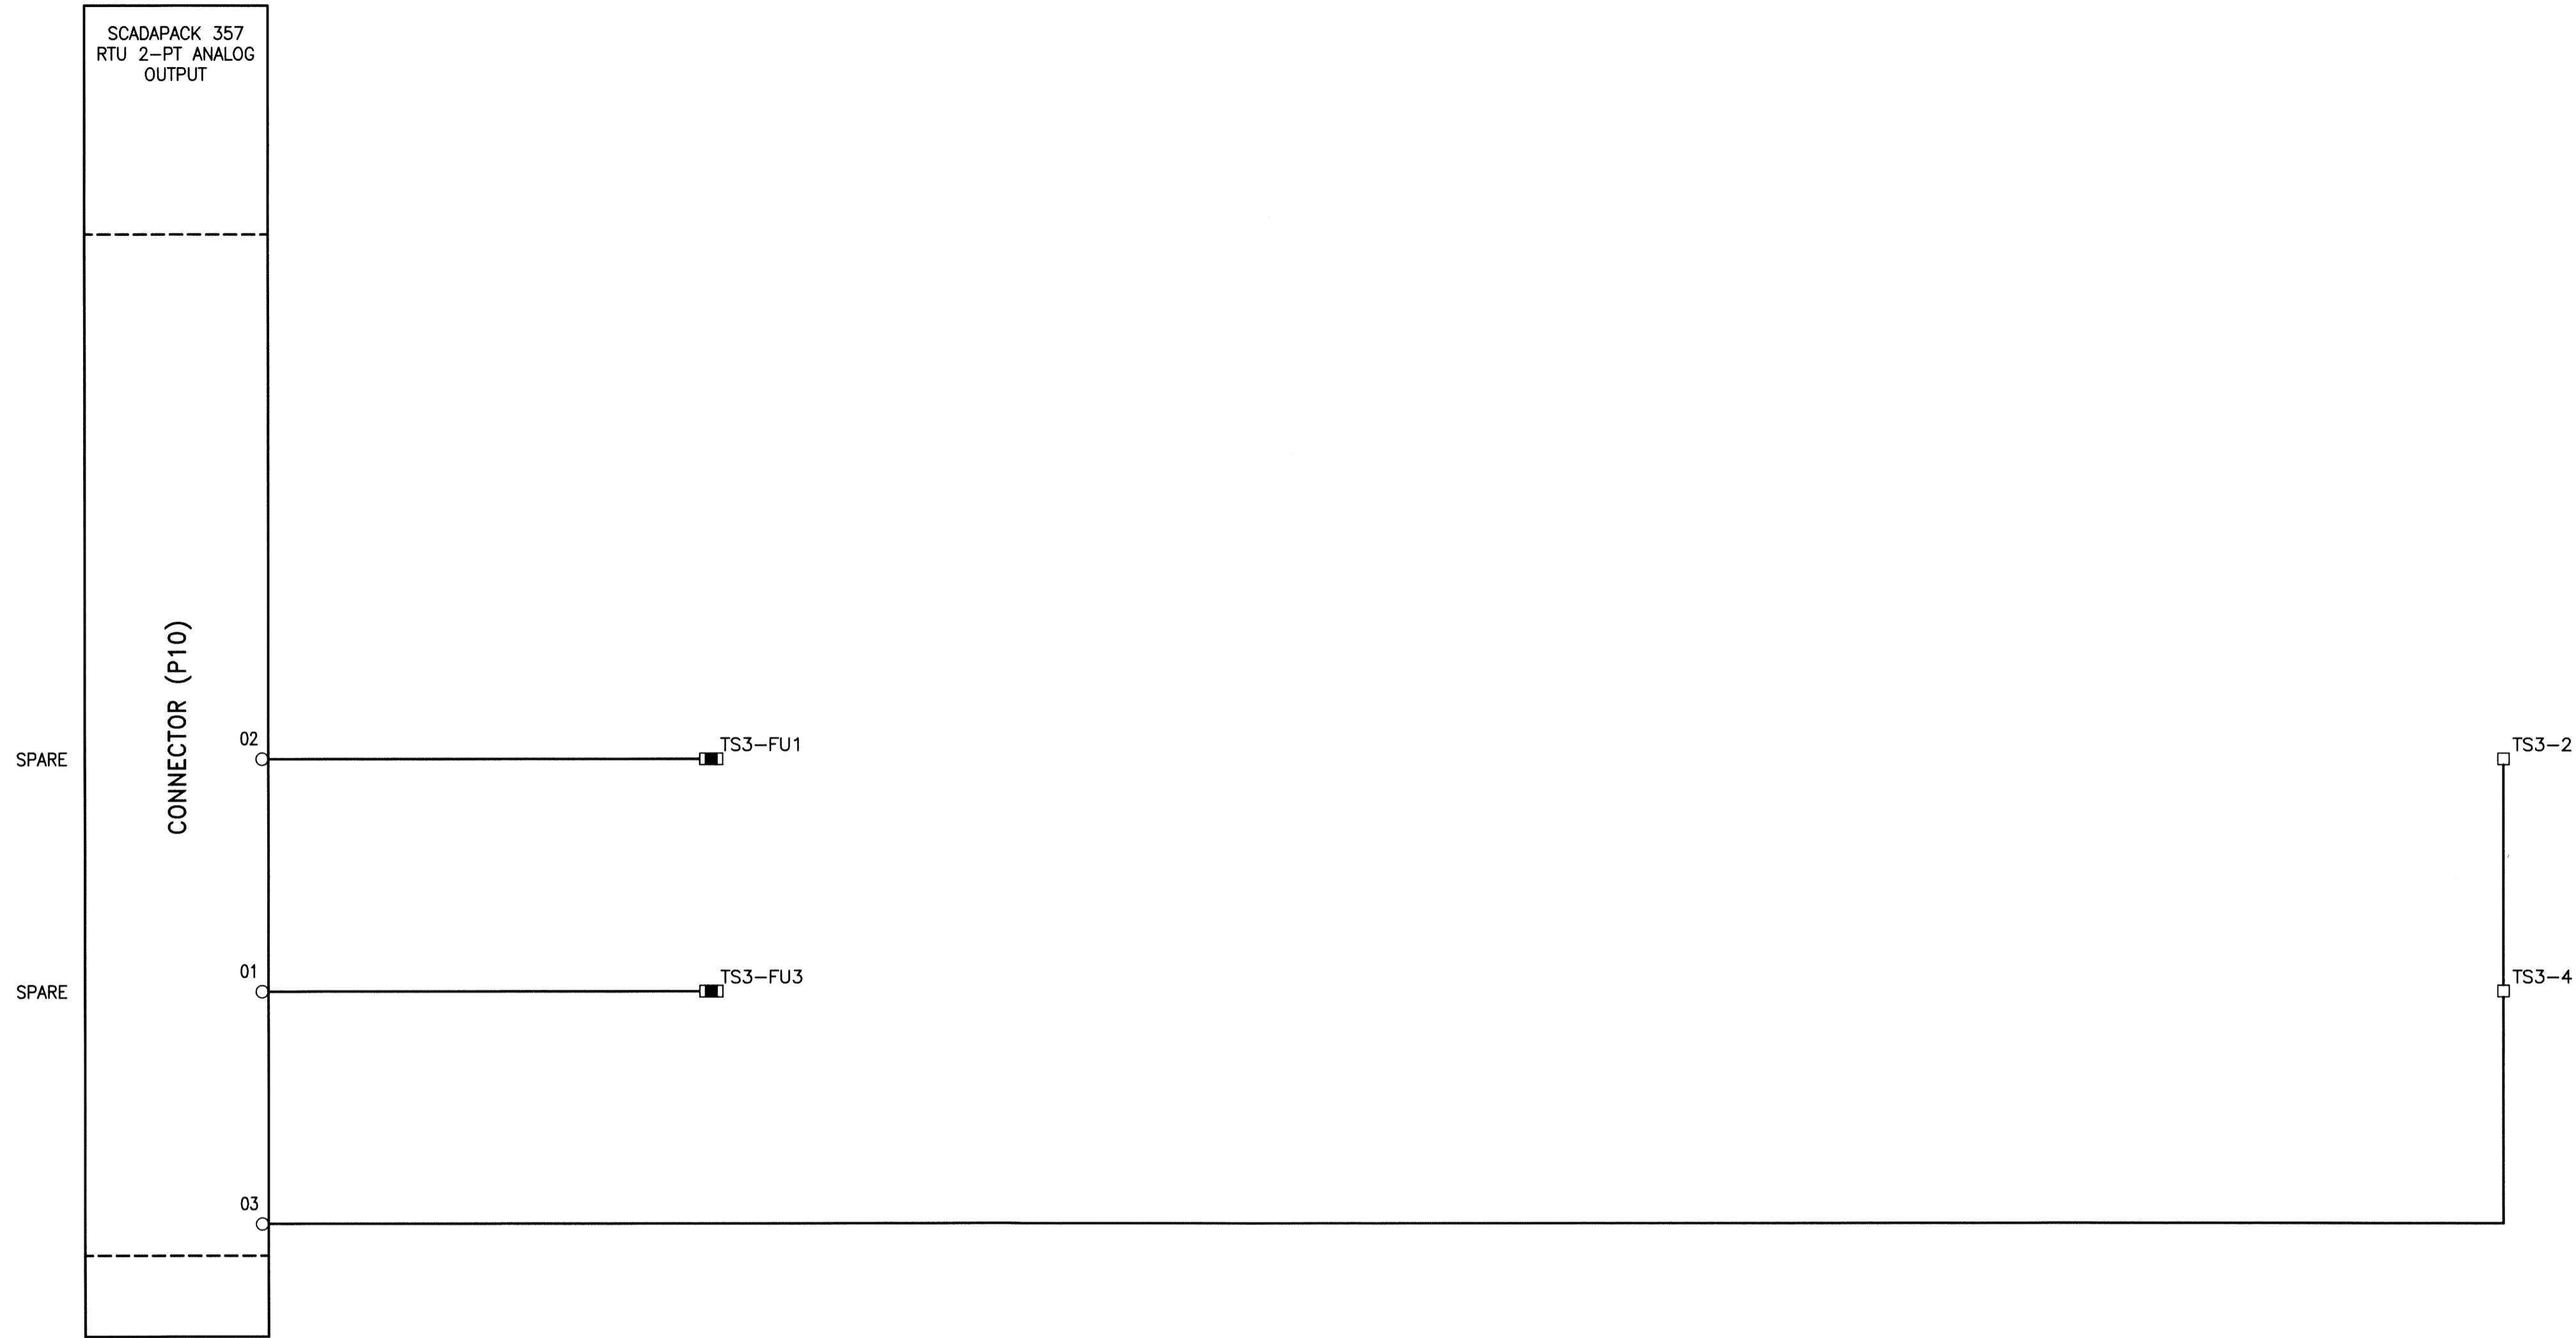 SCADAPACK 357
RTU 2-PT ANALOG
OUTPUT
CONNECTOR (P10)
02
TS3-FU1
TS3-2
SPARE
01
TS3-FU3
TS3-4
SPARE
03